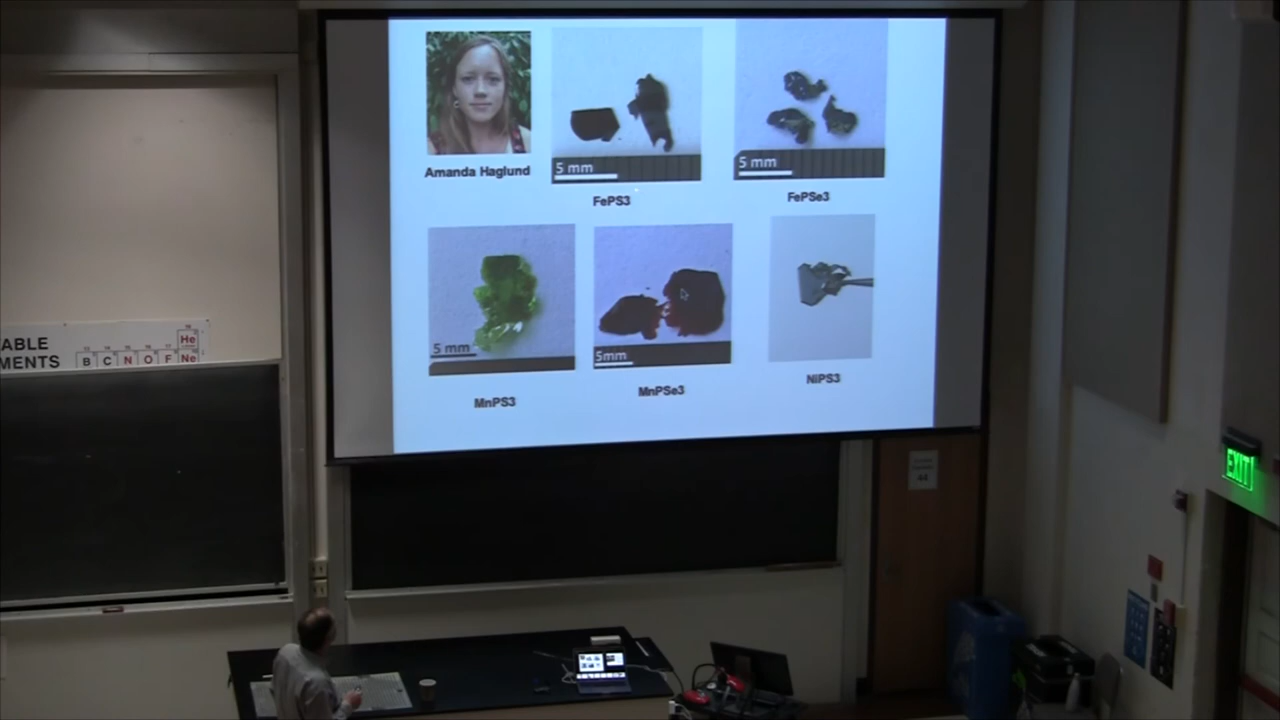 Amanda Haglund
5 mm
FePS3
5 mm
FePSe3
5 mm
MnPS3
5mm
MnPSe3
NiPS3
ABLE
MENTS
B C N O F Ne
He
EXIT
44